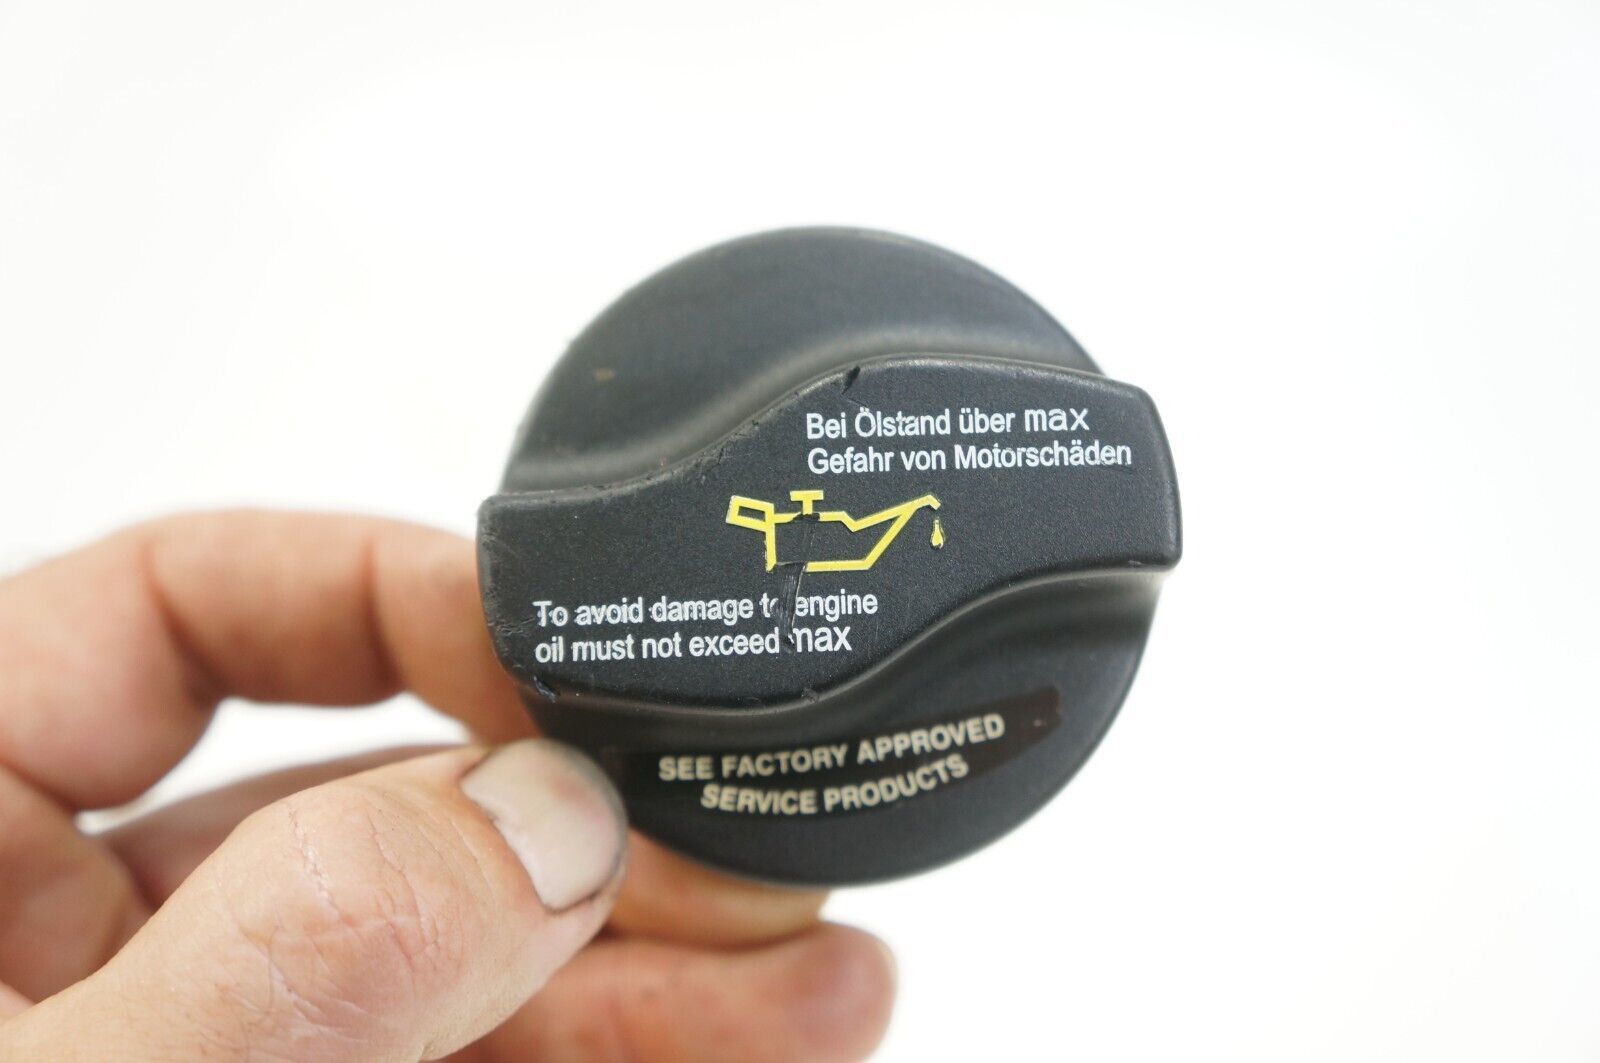 Bei Ölstand über max
Gefahr von Motorschäden
To avoid damage to engine
oil must not exceed max
SEE FACTORY APPROVED
SERVICE PRODUCTS